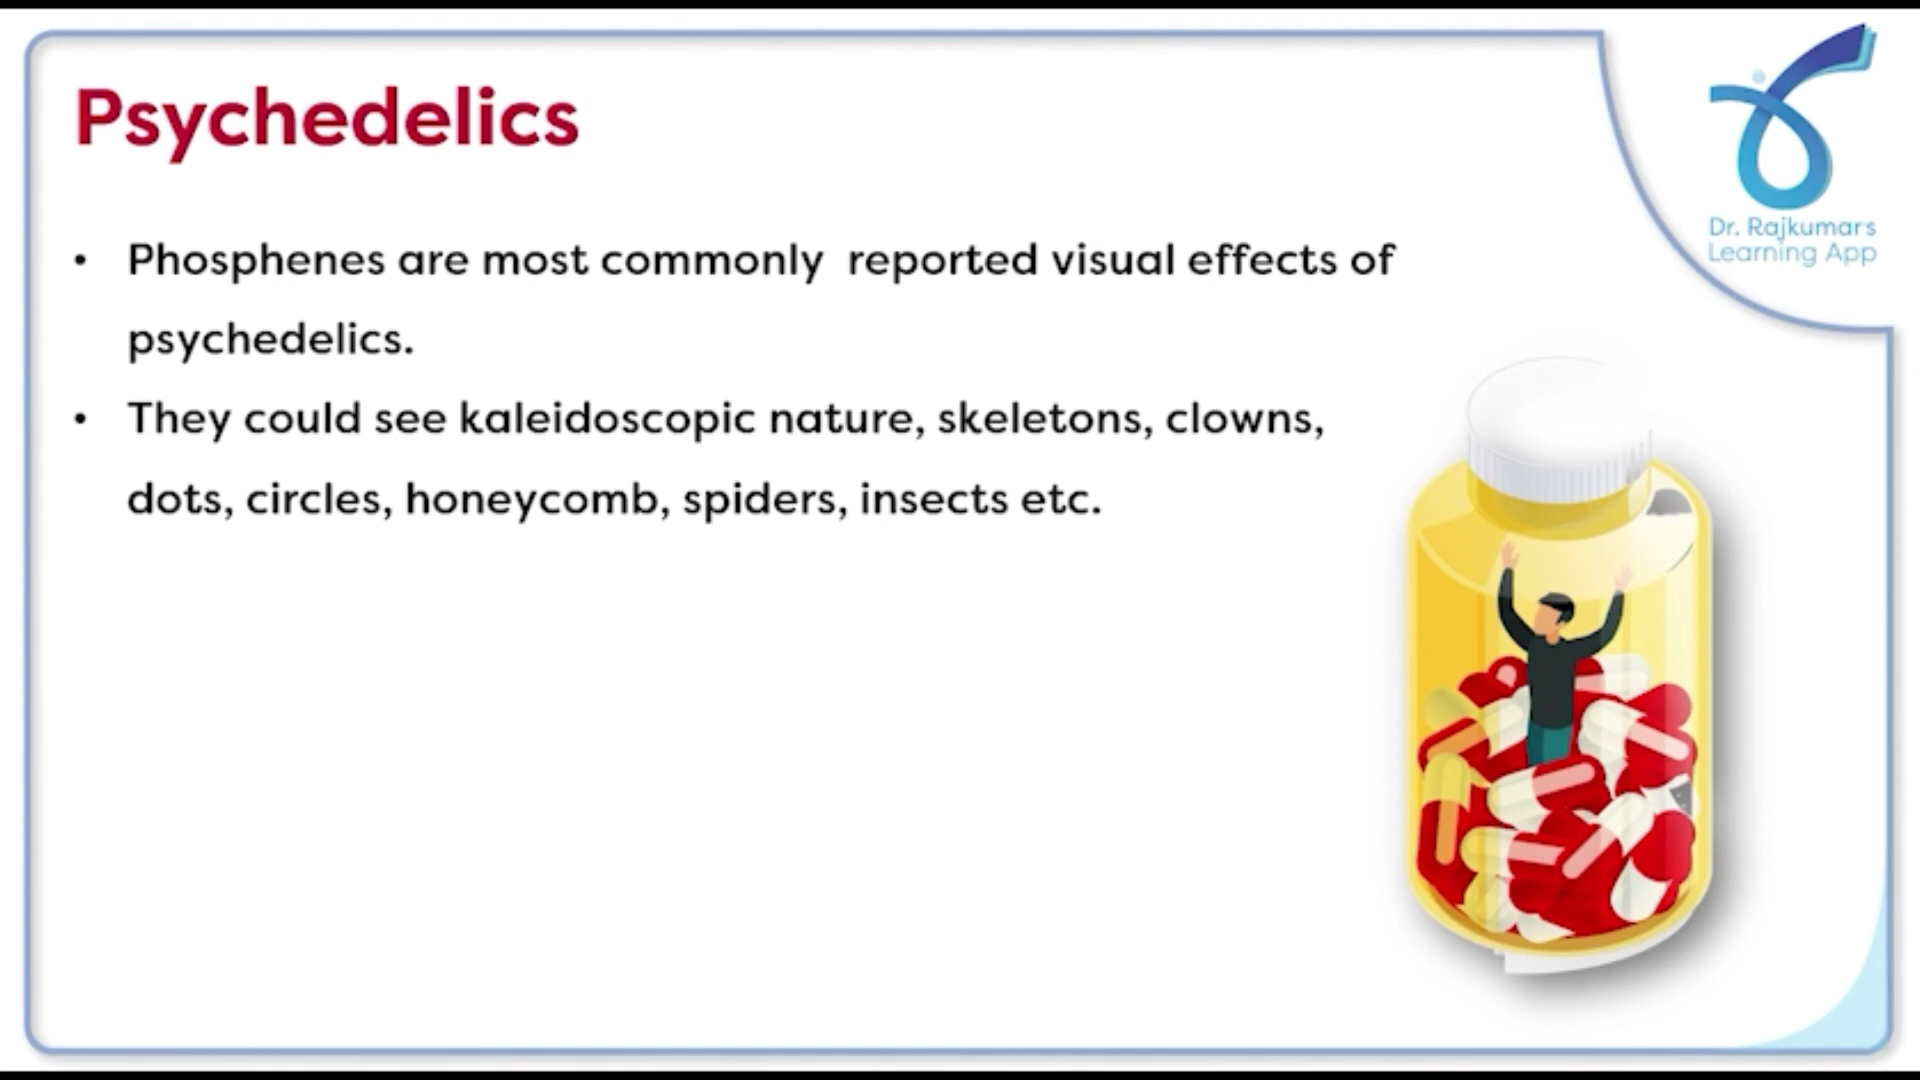 Psychedelics
• Phosphenes are most commonly reported visual effects of
psychedelics.
• They could see kaleidoscopic nature, skeletons, clowns,
dots, circles, honeycomb, spiders, insects etc.
Dr. Rajkumars
Learning App